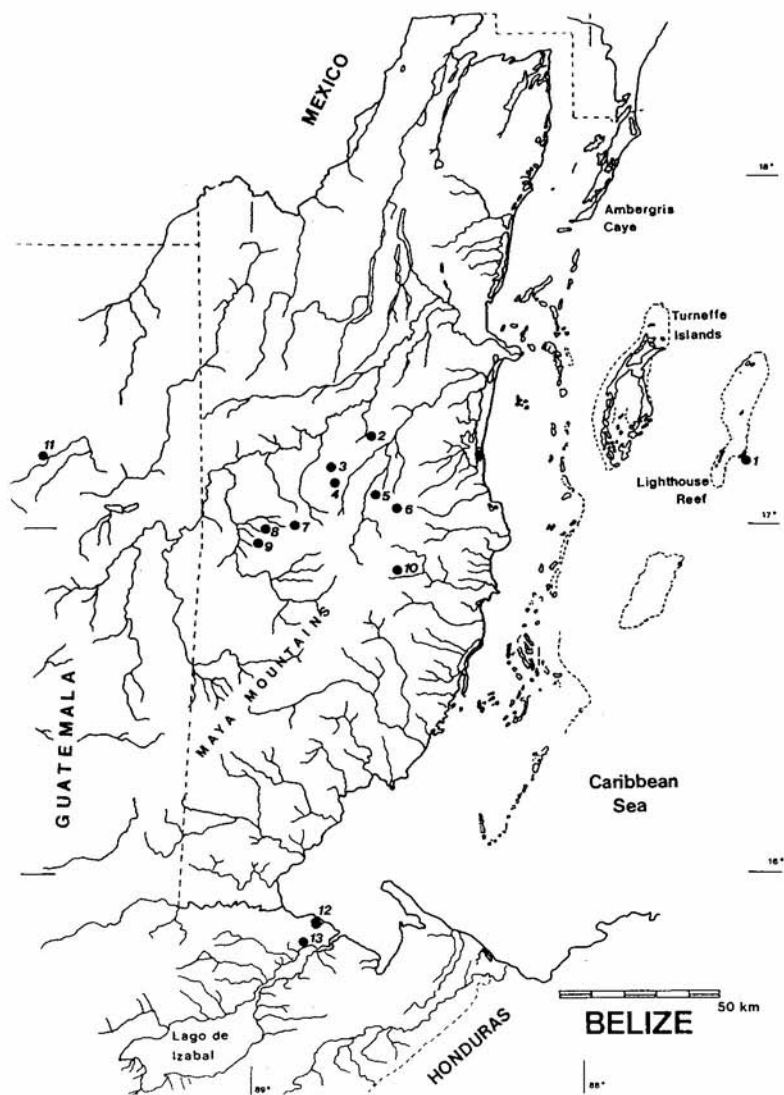 MEXICO
18°
Ambergris
Caye
Turneffe
Islands
11
2
3
4
5
6
Lighthouse
Reef
1
17°
7
8
9
10
MAYA MOUNTAINS
GUATEMALA
Caribbean
Sea
16°
12
13
50 km
BELIZE
Lago de
Izabal
HONDURAS
89°
88°